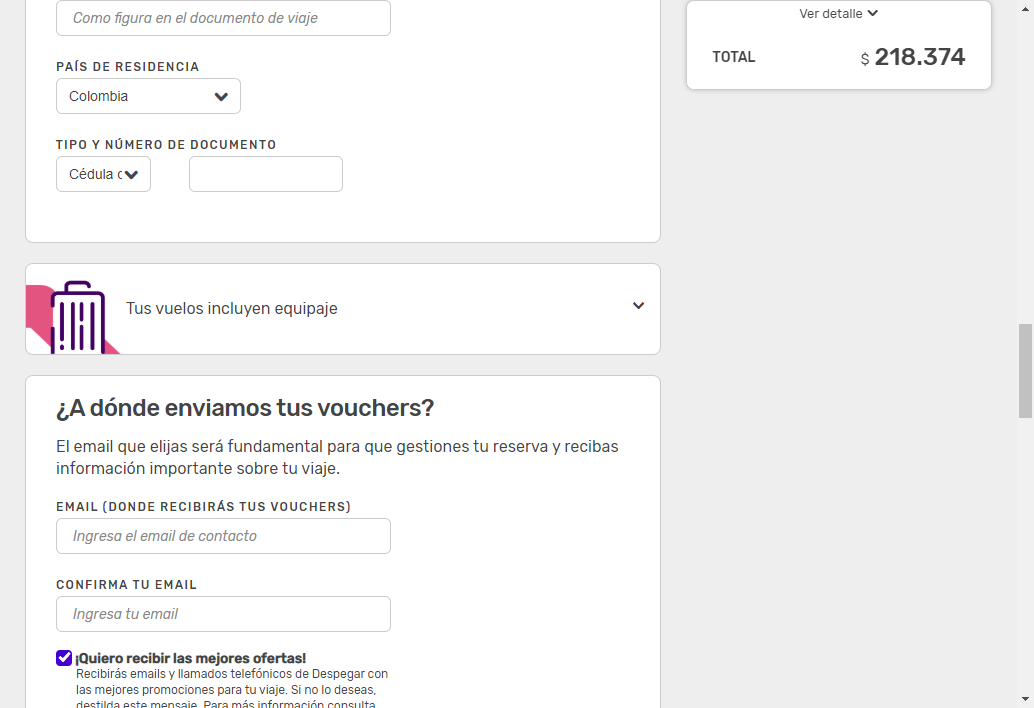 Como figura en el documento de viaje
PAÍS DE RESIDENCIA
Colombia
TIPO Y NÚMERO DE DOCUMENTO
Cédula c
Tus vuelos incluyen equipaje
¿A dónde enviamos tus vouchers?
El email que elijas será fundamental para que gestiones tu reserva y recibas
información importante sobre tu viaje.
EMAIL (DONDE RECIBIRÁS TUS VOUCHERS)
Ingresa el email de contacto
CONFIRMA TU EMAIL
Ingresa tu email
¡Quiero recibir las mejores ofertas!
Recibirás emails y llamados telefónicos de Despegar con
las mejores promociones para tu viaje. Si no lo deseas,
destilda este mensaje. Para más información consulta
Ver detalle
TOTAL $ 218.374